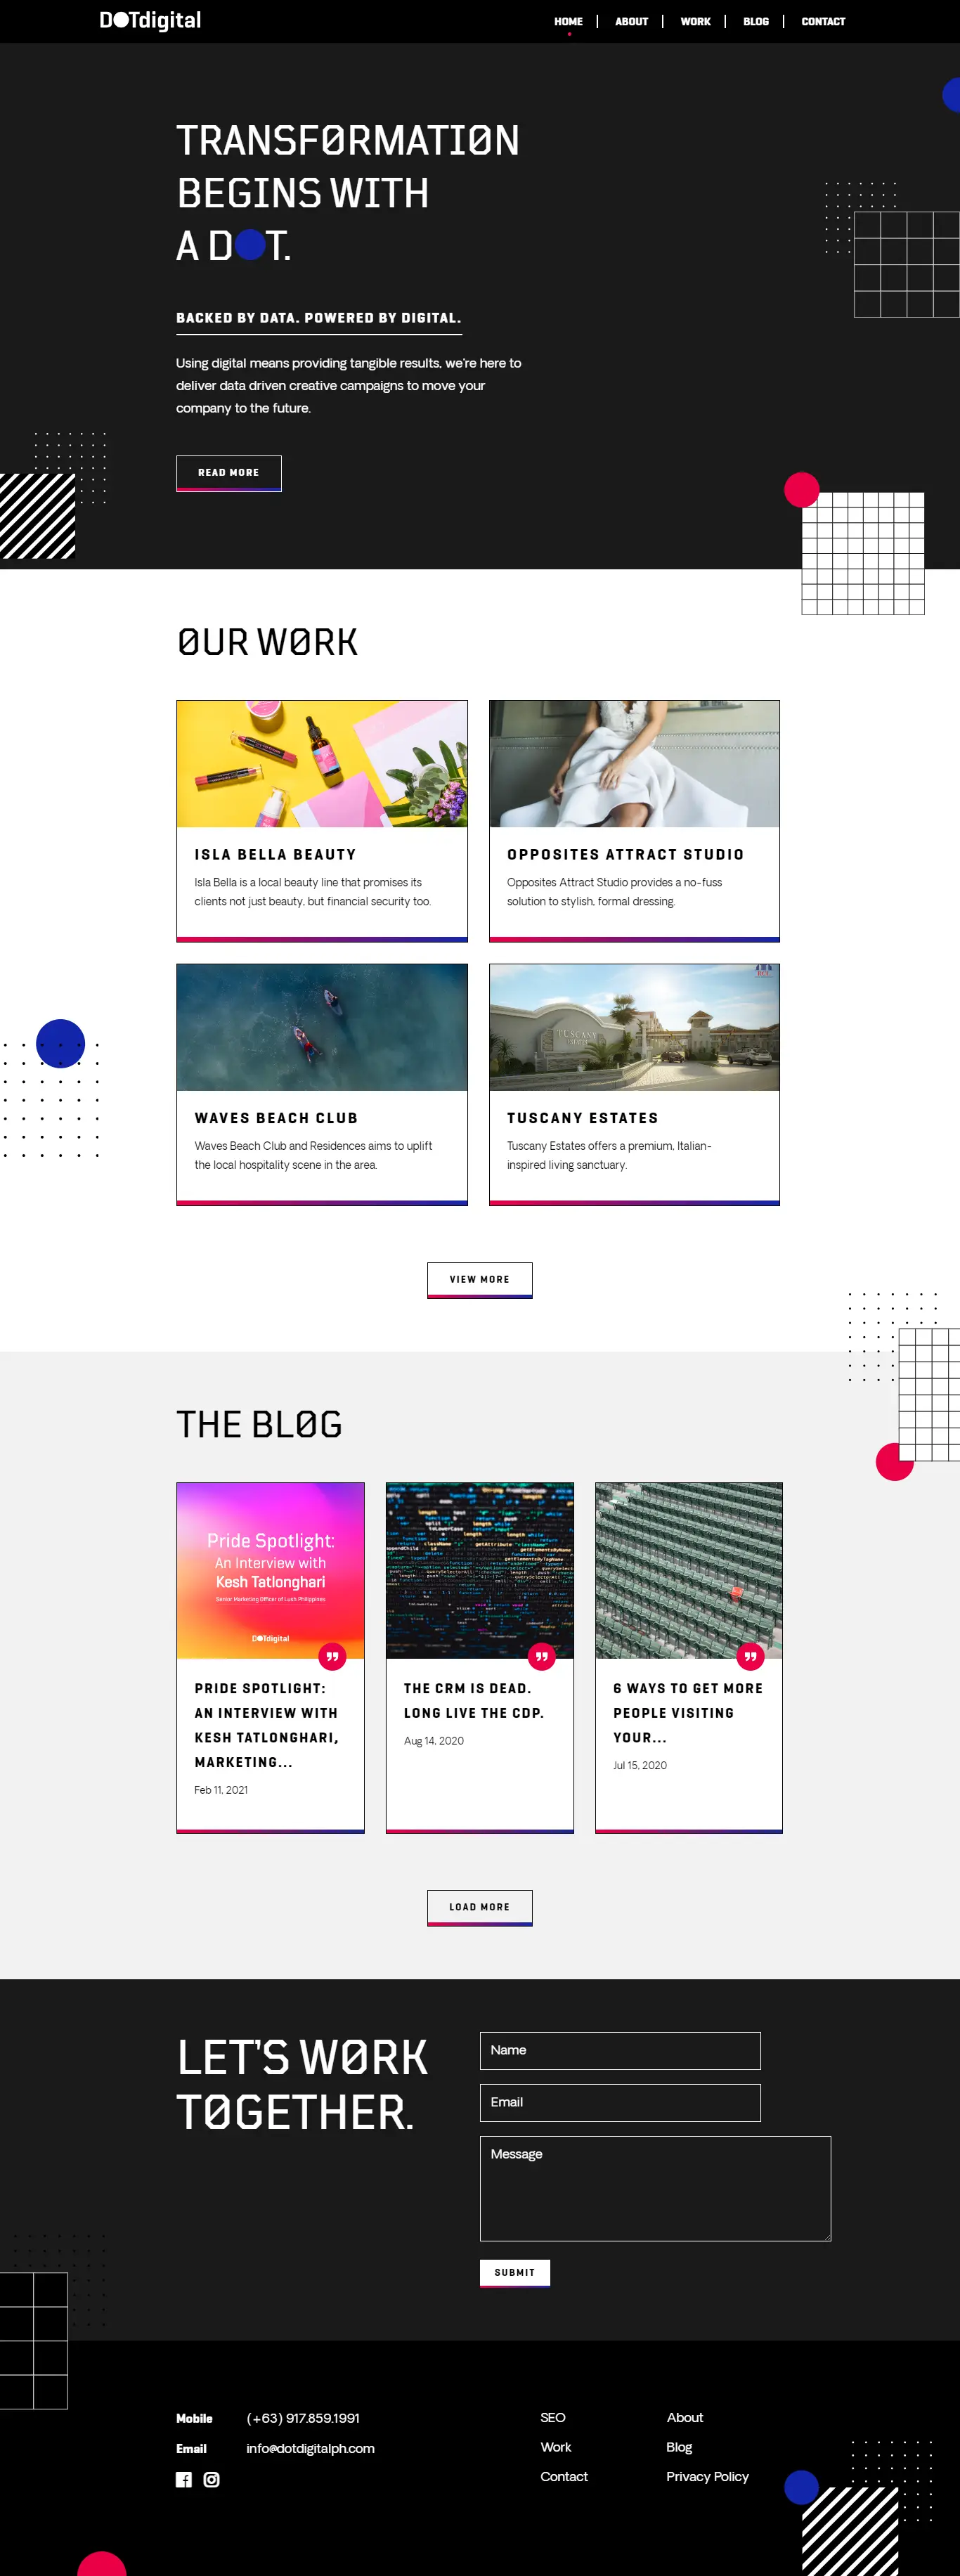 DOTdigital
HOME
ABOUT
WORK
BLOG
CONTACT
TRANSFØRMATIØN
BEGINS WITH
A DOT.
BACKED BY DATA. POWERED BY DIGITAL.
Using digital means providing tangible results, we're here to
deliver data driven creative campaigns to move your
company to the future.
READ MORE
ØUR WØRK
ISLA BELLA BEAUTY
Isla Bella is a local beauty line that promises its
clients not just beauty, but financial security too.
OPPOSITES ATTRACT STUDIO
Opposites Attract Studio provides a no-fuss
solution to stylish, formal dressing.
TUSCANY
WAVES BEACH CLUB
Waves Beach Club and Residences aims to uplift
the local hospitality scene in the area.
TUSCANY ESTATES
Tuscany Estates offers a premium, Italian-
inspired living sanctuary.
VIEW MORE
THE BLØG
Pride Spotlight:
An Interview with
Kesh Tatlonghari
Senior Marketing Officer of Lush Philippines
DOTdigital
PRIDE SPOTLIGHT:
AN INTERVIEW WITH
KESH TATLONGHARI,
MARKETING...
Feb 11, 2021
THE CRM IS DEAD.
LONG LIVE THE CDP.
Aug 14, 2020
6 WAYS TO GET MORE
PEOPLE VISITING
YOUR...
Jul 15, 2020
LOAD MORE
LET'S WØRK
TØGETHER.
Name
Email
Message
SUBMIT
Mobile (+63) 917.859.1991
Email info@dotdigitalph.com
SEO
Work
Contact
About
Blog
Privacy Policy